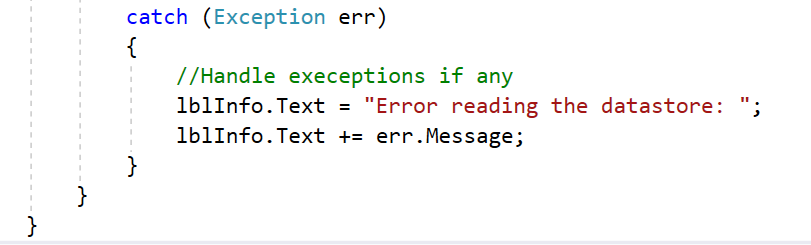 catch (Exception err)
{
//Handle execeptions if any
lblInfo.Text = "Error reading the datastore: ";
lblInfo.Text += err.Message;
}
}
}